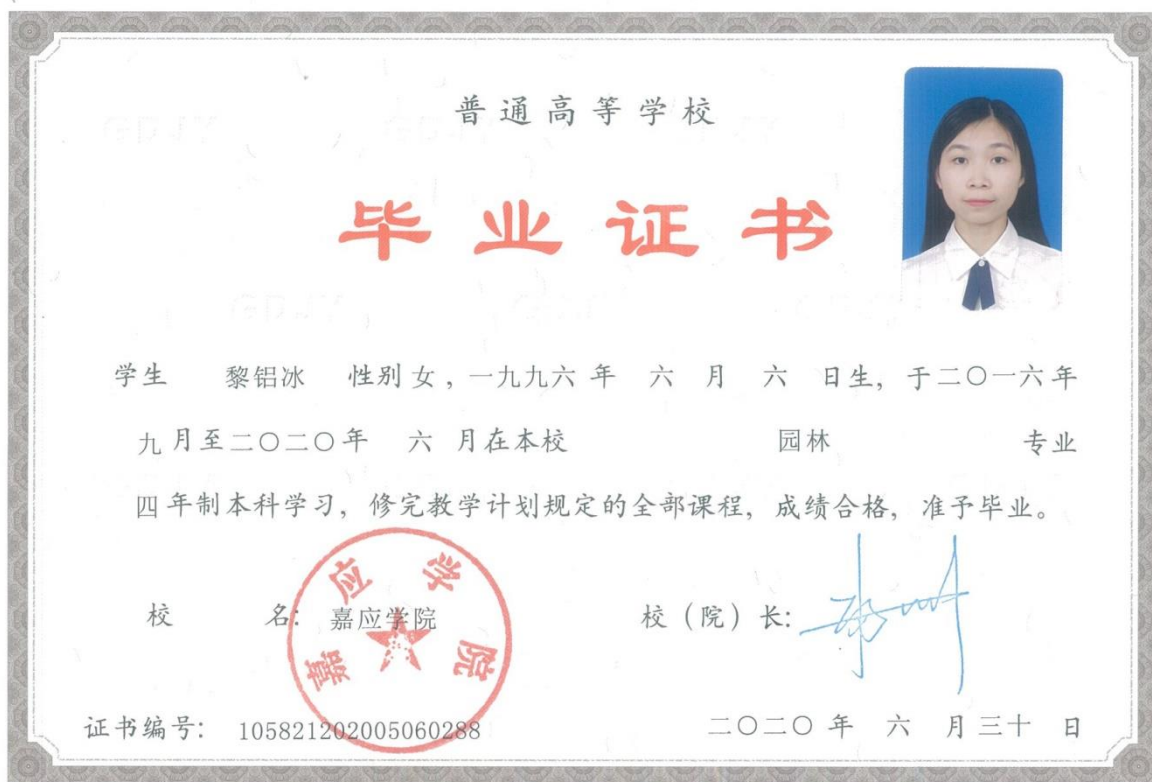 普通高等学校
毕业证书
学生 黎铝冰 性别女，一九九六年 六 月 六 日生，于二〇一六年
九月至二〇二〇年 六 月在本校 园林 专业
四年制本科学习，修完教学计划规定的全部课程，成绩合格，准予毕业。
校 名: 嘉应学院 校（院）长:
嘉应学院
证书编号: 105821202005060288 二〇二〇 年 六 月三十 日